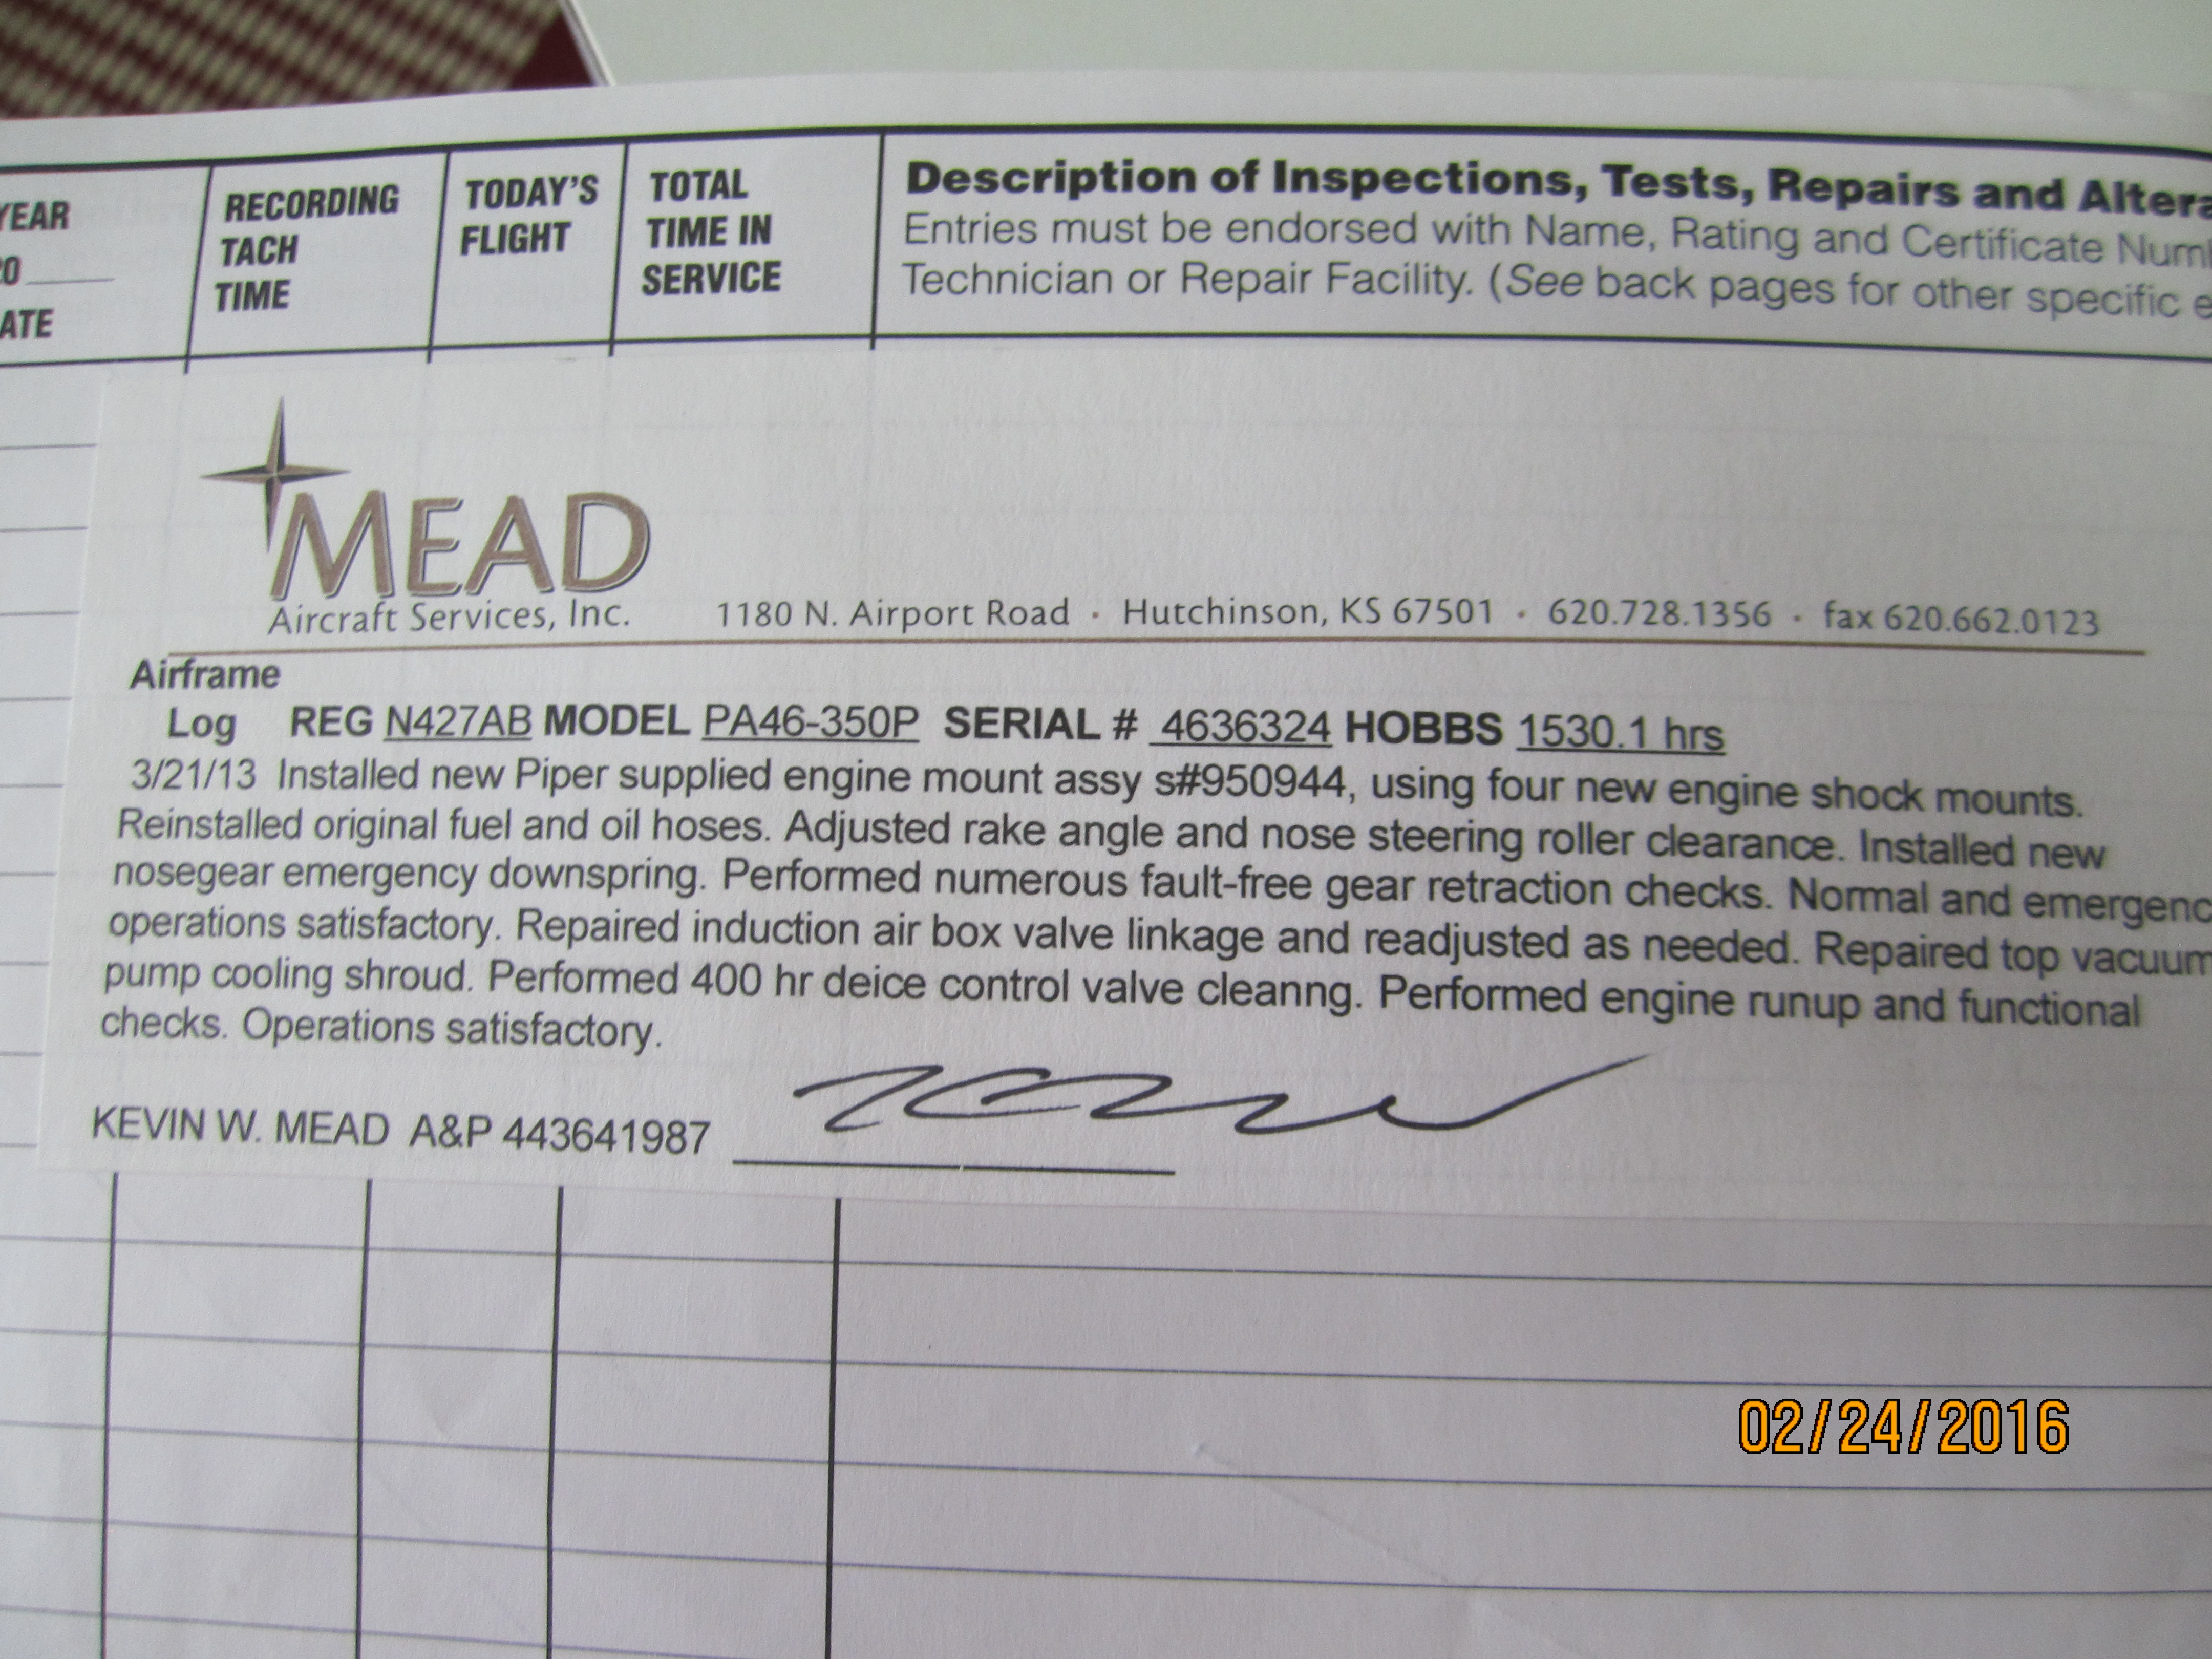 YEAR
RECORDING
TACH
TIME
TODAY'S
FLIGHT
TOTAL
TIME IN
SERVICE
Description of Inspections, Tests, Repairs and
Entries must be endorsed with Name, Rating and Certificate
Technician or Repair Facility. (See back pages for other specific
MEAD
Aircraft Services, Inc. 1180 N. Airport Road · Hutchinson, KS 67501 · 620.728.1356 · fax 620.662.0123
Airframe
Log REG N427AB MODEL PA46-350P SERIAL # 4636324 HOBBS 1530.1 hrs
3/21/13 Installed new Piper supplied engine mount assy s#950944, using four new engine shock mounts.
Reinstalled original fuel and oil hoses. Adjusted rake angle and nose steering roller clearance. Installed new
nosegear emergency downspring. Performed numerous fault-free gear retraction checks. Normal and emergenc
operations satisfactory. Repaired induction air box valve linkage and readjusted as needed. Repaired top vacuum
pump cooling shroud. Performed 400 hr deice control valve cleanng. Performed engine runup and functional
checks. Operations satisfactory.
KEVIN W. MEAD A&P 443641987
02/24/2016